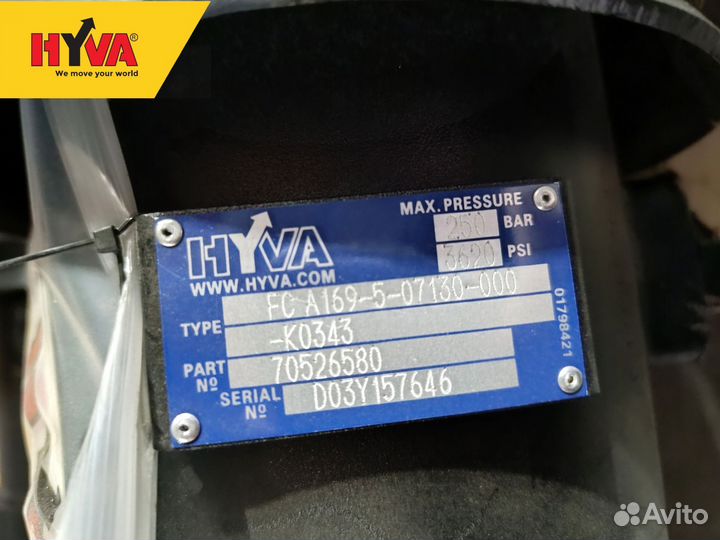 HYVA®
We move your world
HYVA
WWW.HYVA.COM
MAX. PRESSURE
250 BAR
3620 PSI
TYPE FC A169-5-07130-000
-K0343
PART Nº 70526580
SERIAL Nº D03Y157646
01798421
Avito